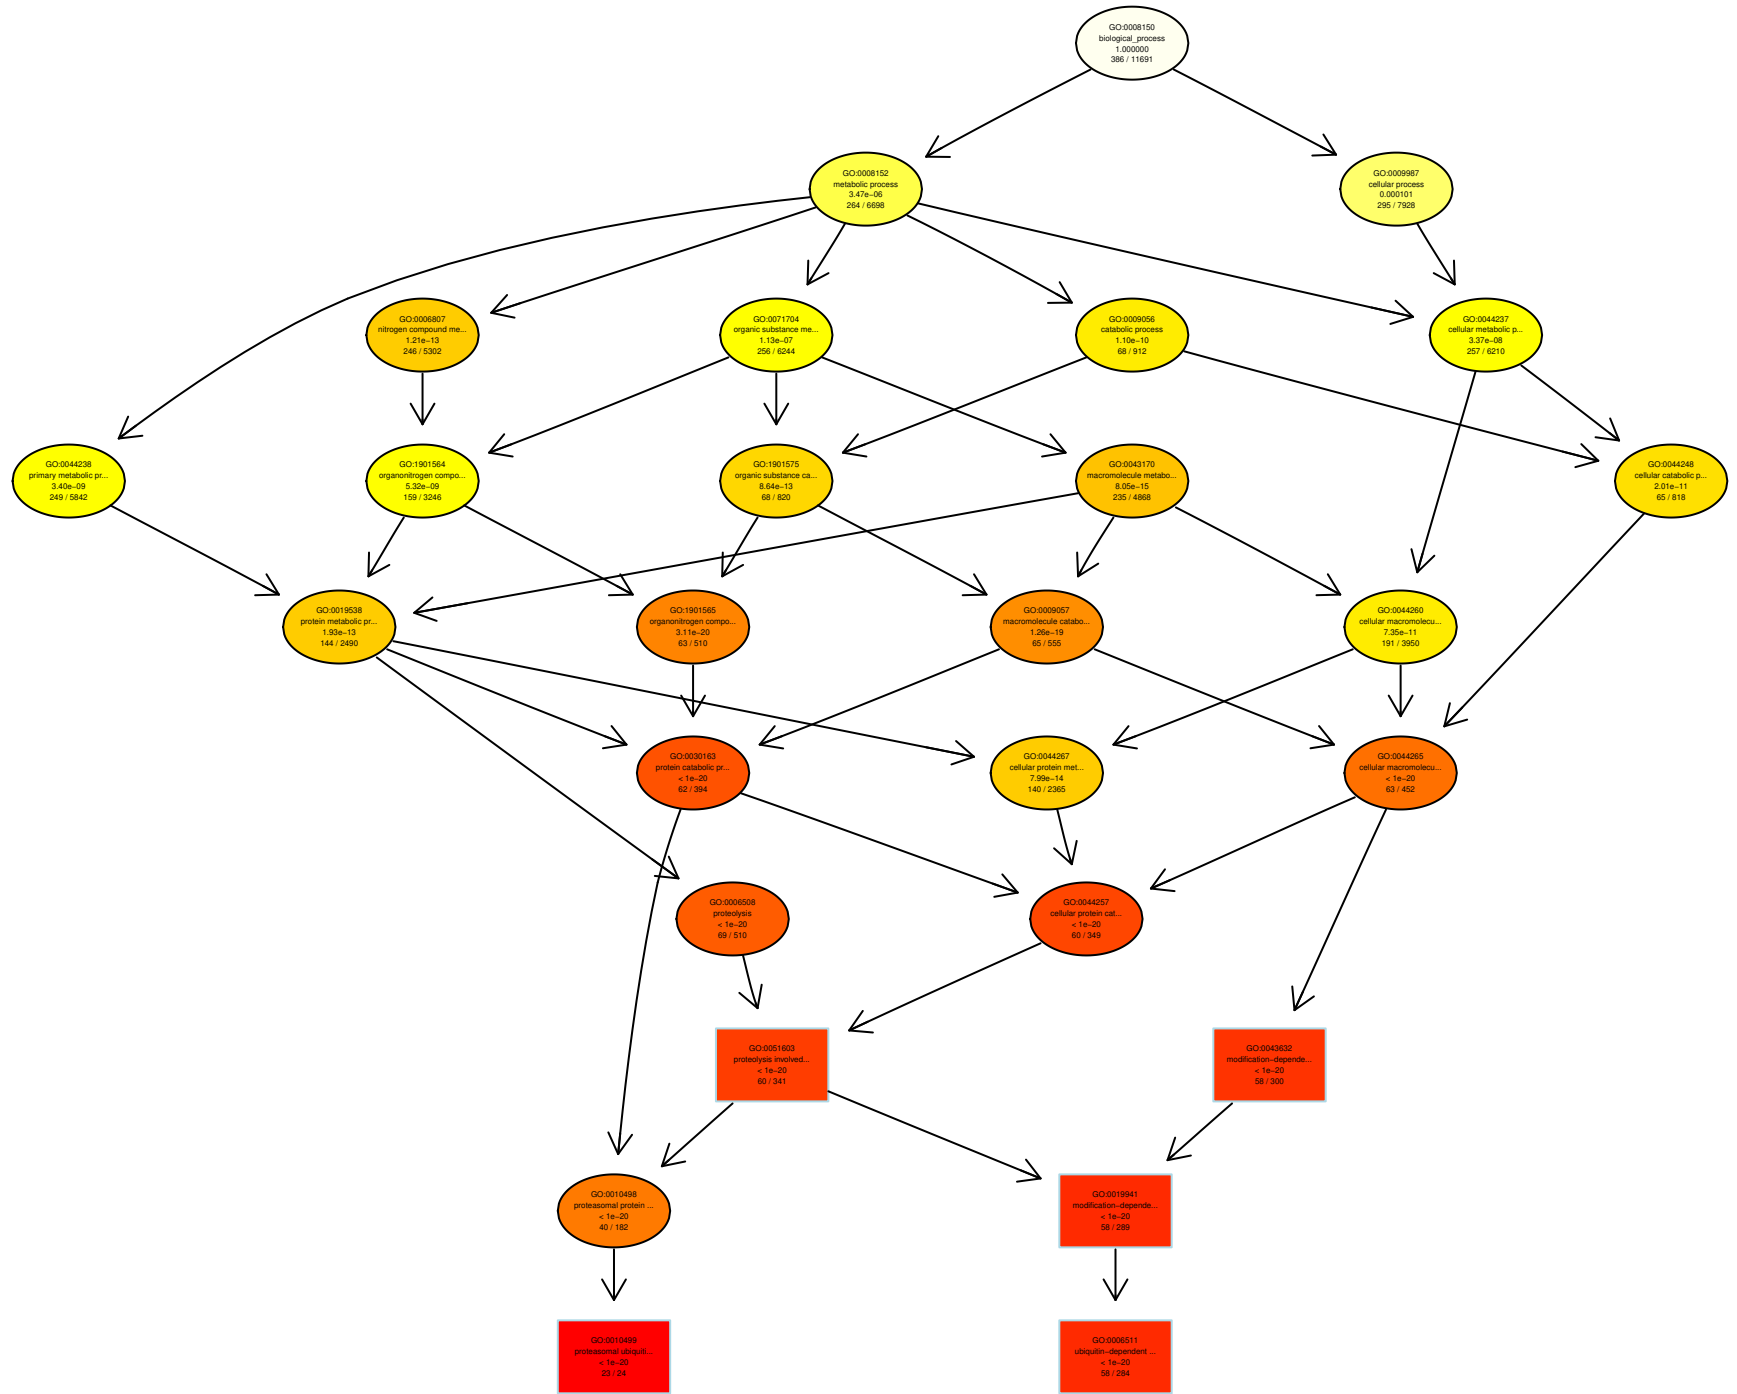 GO:0008150
biological_process
1.000000
386 / 11691
GO:0008152
metabolic process
3.47e−06
264 / 6698
GO:0009987
cellular process
0.000101
295 / 7928
GO:0006807
nitrogen compound me...
1.21e−13
246 / 5302
GO:0071704
organic substance me...
1.13e−07
256 / 6244
GO:0009056
catabolic process
1.10e−10
68 / 912
GO:0044237
cellular metabolic p...
3.37e−08
257 / 6210
GO:0044238
primary metabolic pr...
3.40e−09
249 / 5842
GO:1901564
organonitrogen compo...
5.32e−09
159 / 3246
GO:1901575
organic substance ca...
8.64e−13
68 / 820
GO:0043170
macromolecule metabo...
8.05e−15
235 / 4868
GO:0044248
cellular catabolic p...
2.01e−11
65 / 818
GO:0019538
protein metabolic pr...
1.93e−13
144 / 2490
GO:1901565
organonitrogen compo...
3.11e−20
63 / 510
GO:0009057
macromolecule catabo...
1.26e−19
65 / 555
GO:0044260
cellular macromolecu...
7.35e−11
191 / 3950
GO:0030163
protein catabolic pr...
< 1e−20
62 / 394
GO:0044267
cellular protein met...
7.99e−14
140 / 2365
GO:0044265
cellular macromolecu...
< 1e−20
63 / 452
GO:0006508
proteolysis
< 1e−20
69 / 510
GO:0044257
cellular protein cat...
< 1e−20
60 / 349
GO:0051603
proteolysis involved...
< 1e−20
60 / 341
GO:0043632
modification−depende...
< 1e−20
58 / 300
GO:0010498
proteasomal protein ...
< 1e−20
40 / 182
GO:0019941
modification−depende...
< 1e−20
58 / 289
GO:0010499
proteasomal ubiquiti...
< 1e−20
22 / 24
GO:0006511
ubiquitin−dependent ...
< 1e−20
58 / 284